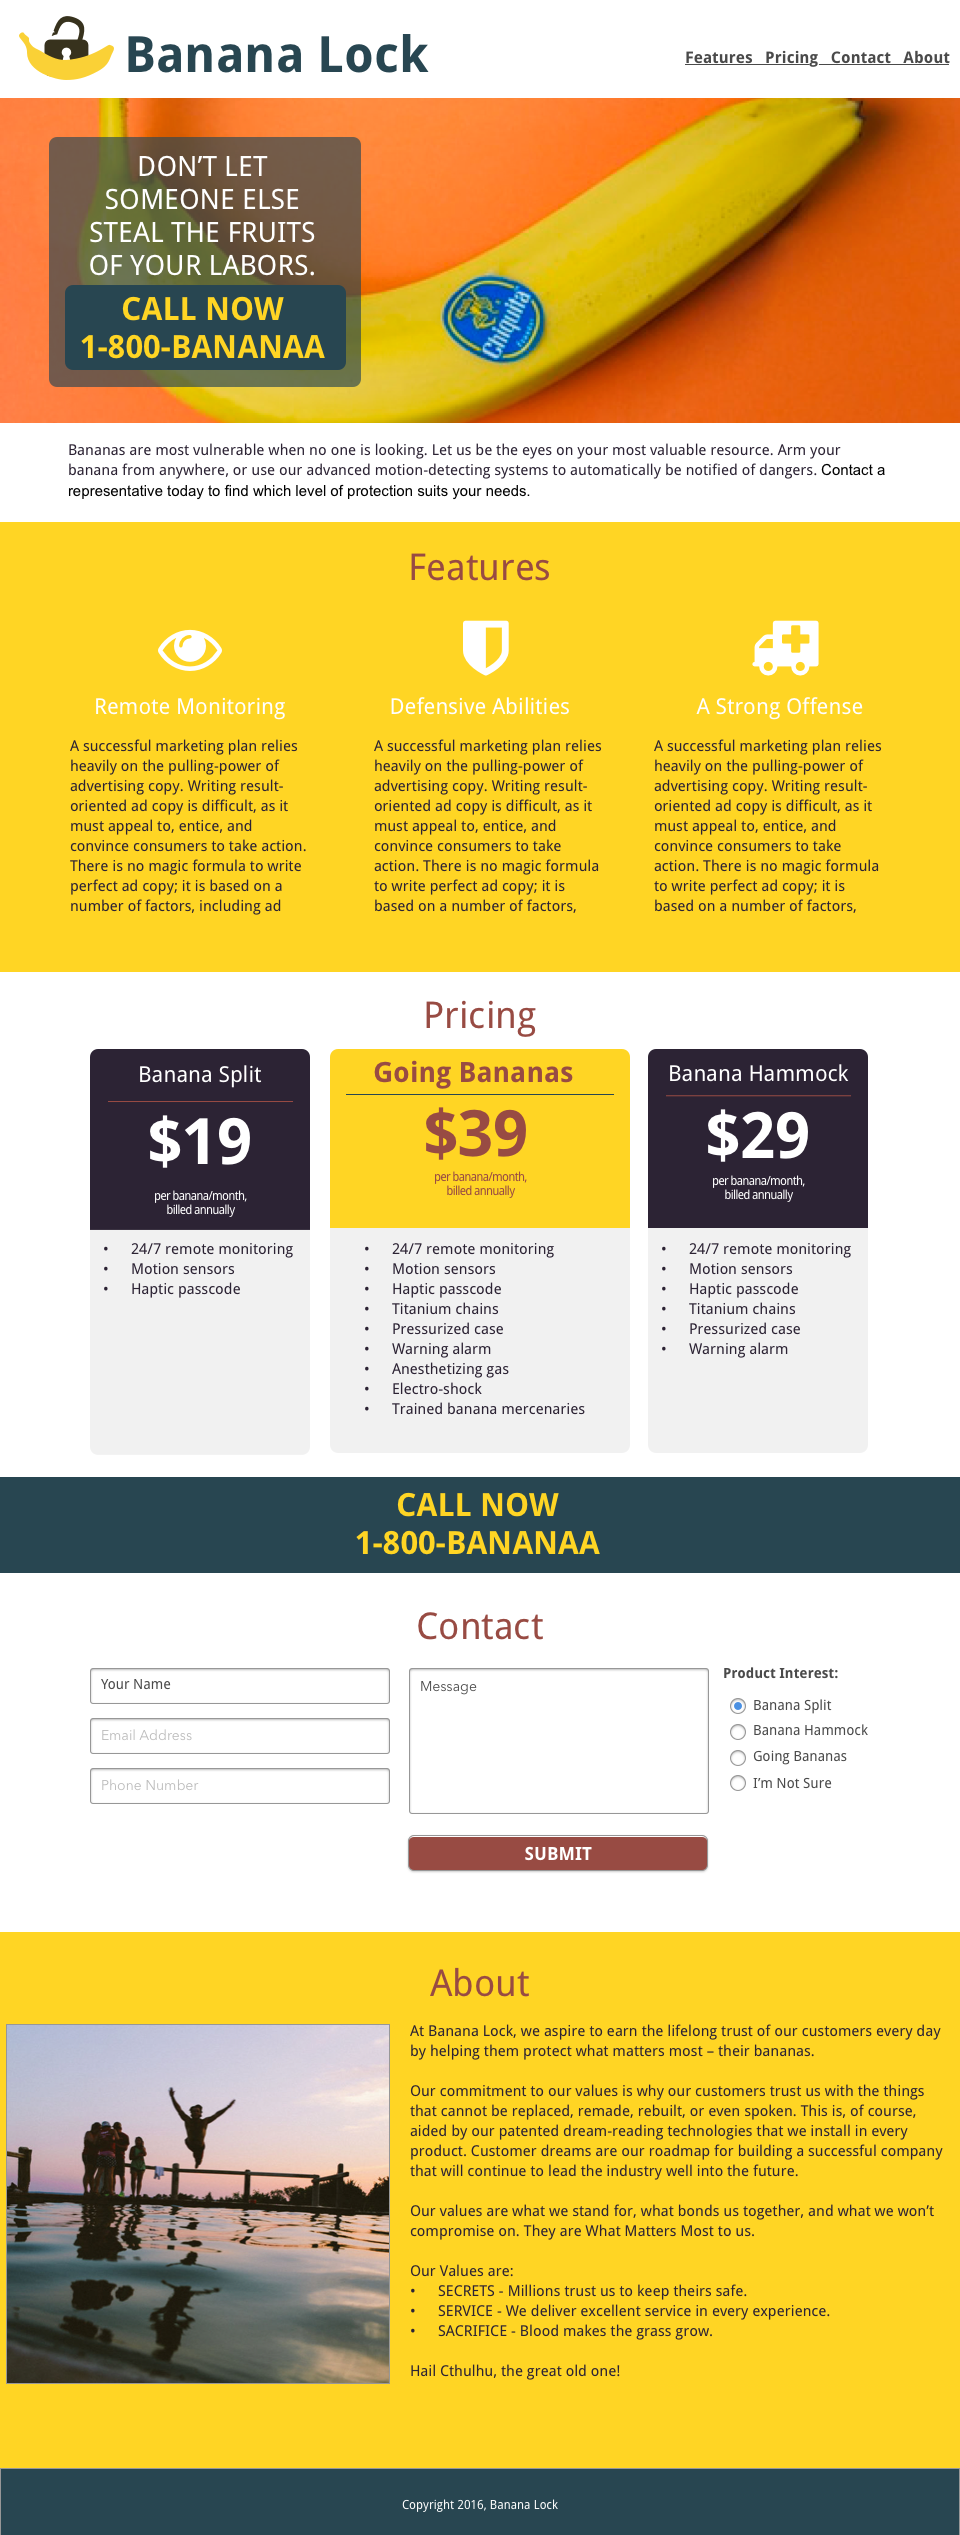 Banana Lock
Features Pricing Contact About
DON'T LET
SOMEONE ELSE
STEAL THE FRUITS
OF YOUR LABORS.
CALL NOW
1-800-BANANAA
Chiquita
Bananas are most vulnerable when no one is looking. Let us be the eyes on your most valuable resource. Arm your
banana from anywhere, or use our advanced motion-detecting systems to automatically be notified of dangers. Contact a
representative today to find which level of protection suits your needs.
Features
Remote Monitoring
A successful marketing plan relies
heavily on the pulling-power of
advertising copy. Writing result-
oriented ad copy is difficult, as it
must appeal to, entice, and
convince consumers to take action.
There is no magic formula to write
perfect ad copy; it is based on a
number of factors, including ad
Defensive Abilities
A successful marketing plan relies
heavily on the pulling-power of
advertising copy. Writing result-
oriented ad copy is difficult, as it
must appeal to, entice, and
convince consumers to take
action. There is no magic formula
to write perfect ad copy; it is
based on a number of factors,
A Strong Offense
A successful marketing plan relies
heavily on the pulling-power of
advertising copy. Writing result-
oriented ad copy is difficult, as it
must appeal to, entice, and
convince consumers to take
action. There is no magic formula
to write perfect ad copy; it is
based on a number of factors,
Pricing
Banana Split
$19
per banana/month,
billed annually
• 24/7 remote monitoring
• Motion sensors
• Haptic passcode
Going Bananas
$39
per banana/month,
billed annually
• 24/7 remote monitoring
• Motion sensors
• Haptic passcode
• Titanium chains
• Pressurized case
• Warning alarm
• Anesthetizing gas
• Electro-shock
• Trained banana mercenaries
Banana Hammock
$29
per banana/month,
billed annually
• 24/7 remote monitoring
• Motion sensors
• Haptic passcode
• Titanium chains
• Pressurized case
• Warning alarm
CALL NOW
1-800-BANANAA
Contact
Your Name
Email Address
Phone Number
Message
SUBMIT
Product Interest:
Banana Split
Banana Hammock
Going Bananas
I'm Not Sure
About
At Banana Lock, we aspire to earn the lifelong trust of our customers every day
by helping them protect what matters most – their bananas.
Our commitment to our values is why our customers trust us with the things
that cannot be replaced, remade, rebuilt, or even spoken. This is, of course,
aided by our patented dream-reading technologies that we install in every
product. Customer dreams are our roadmap for building a successful company
that will continue to lead the industry well into the future.
Our values are what we stand for, what bonds us together, and what we won't
compromise on. They are What Matters Most to us.
Our Values are:
• SECRETS - Millions trust us to keep theirs safe.
• SERVICE - We deliver excellent service in every experience.
• SACRIFICE - Blood makes the grass grow.
Hail Cthulhu, the great old one!
Copyright 2016, Banana Lock